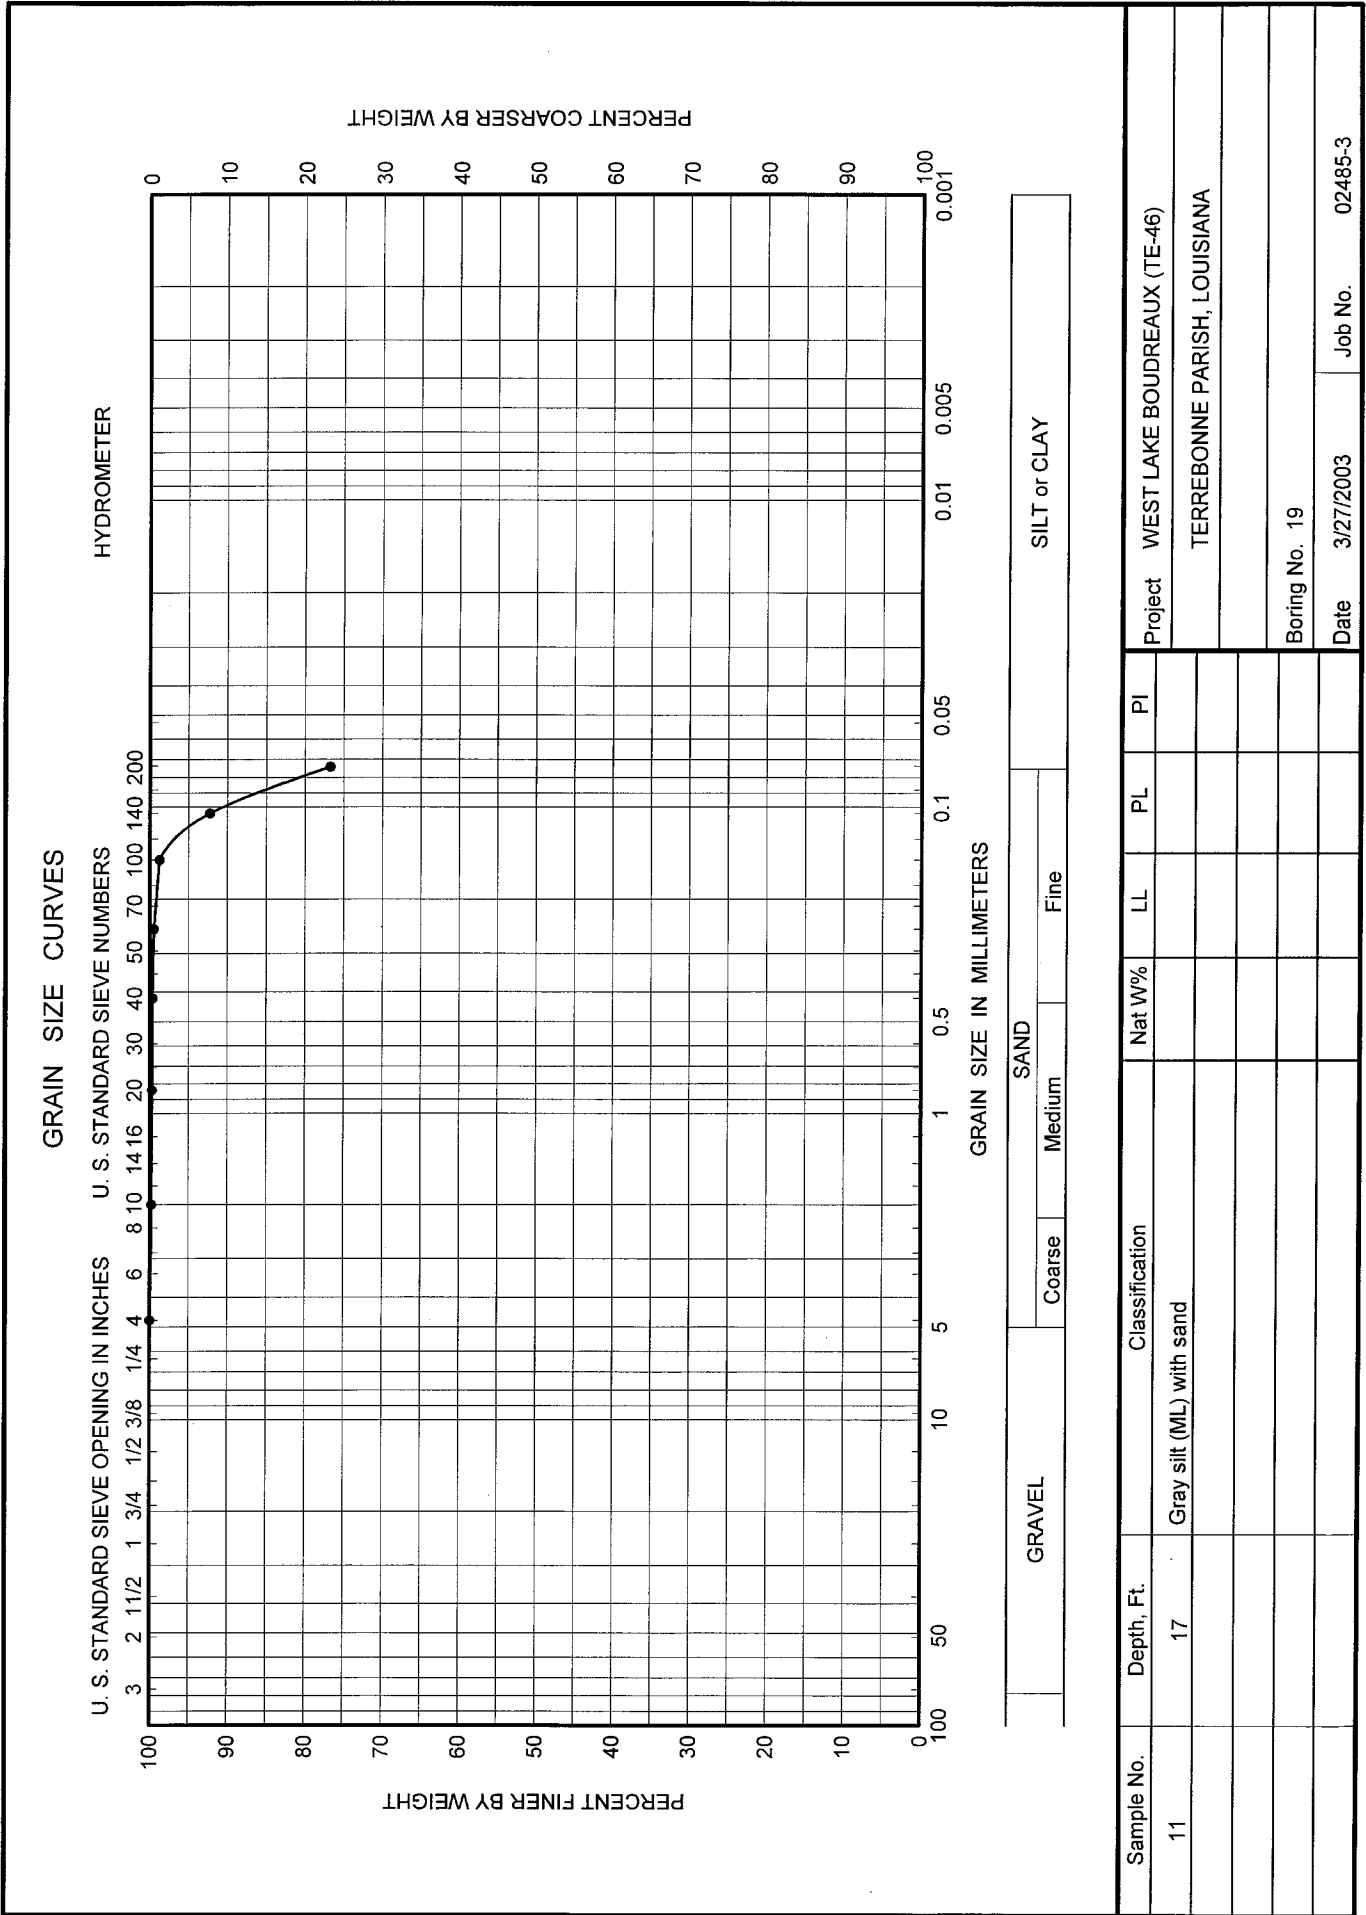 GRAIN SIZE CURVES
U. S. STANDARD SIEVE OPENING IN INCHES U. S. STANDARD SIEVE NUMBERS HYDROMETER
3 2 1 1/2 1 3/4 1/2 3/8 1/4 4 6 8 10 14 16 20 30 40 50 70 100 140 200
PERCENT FINER BY WEIGHT
100
90
80
70
60
50
40
30
20
10
0
PERCENT COARSER BY WEIGHT
0
10
20
30
40
50
60
70
80
90
100
100 50 10 5 1 0.5 0.1 0.05 0.01 0.005 0.001
GRAIN SIZE IN MILLIMETERS
GRAVEL SAND SILT or CLAY
Coarse Medium Fine
Sample No. Depth, Ft. Classification Nat W% LL PL PI
11 17 Gray silt (ML) with sand
Project WEST LAKE BOUDREAUX (TE-46)
TERREBONNE PARISH, LOUISIANA
Boring No. 19
Date 3/27/2003 Job No. 02485-3